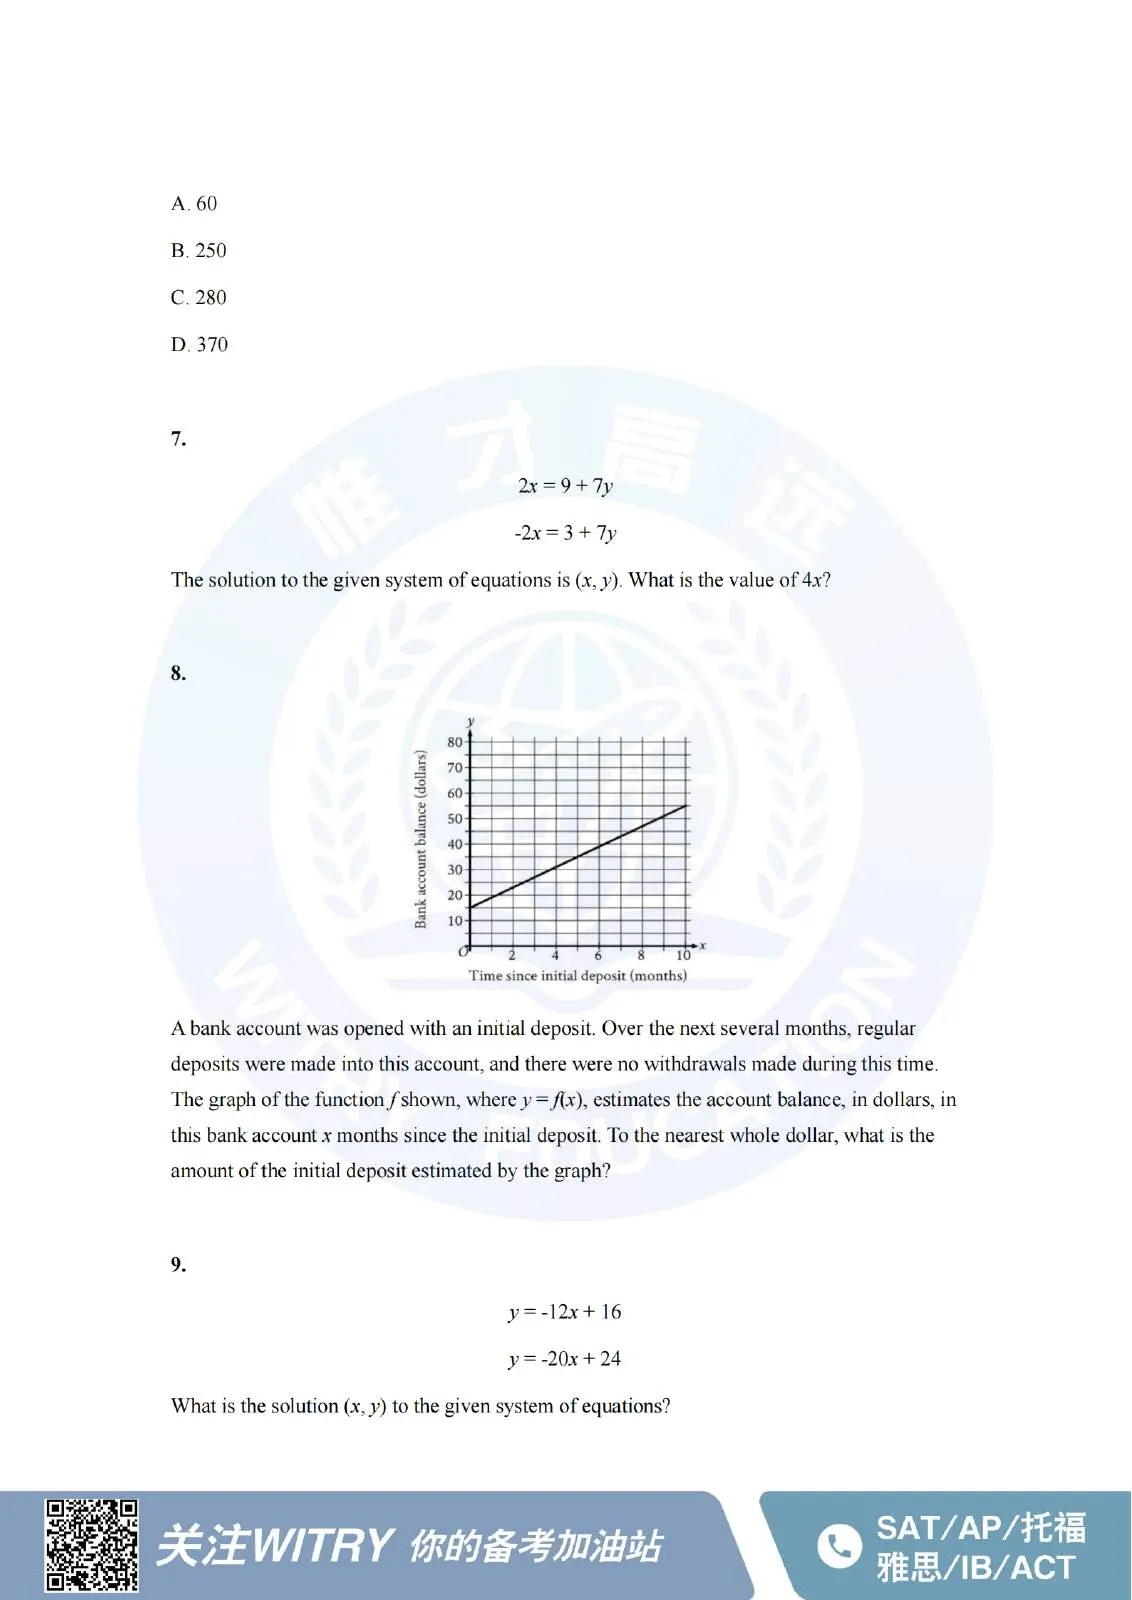 A. 60
B. 250
C. 280
D. 370
惟才高远
WITRY EDUCATION
7.
2x = 9 + 7y
-2x = 3 + 7y
The solution to the given system of equations is (x, y). What is the value of 4x?
8.
y
Bank account balance (dollars)
80
70
60
50
40
30
20
10
O
2 4 6 8 10 x
Time since initial deposit (months)
A bank account was opened with an initial deposit. Over the next several months, regular
deposits were made into this account, and there were no withdrawals made during this time.
The graph of the function f shown, where y = f(x), estimates the account balance, in dollars, in
this bank account x months since the initial deposit. To the nearest whole dollar, what is the
amount of the initial deposit estimated by the graph?
9.
y = -12x + 16
y = -20x + 24
What is the solution (x, y) to the given system of equations?
关注WITRY 你的备考加油站
SAT/AP/托福
雅思/IB/ACT